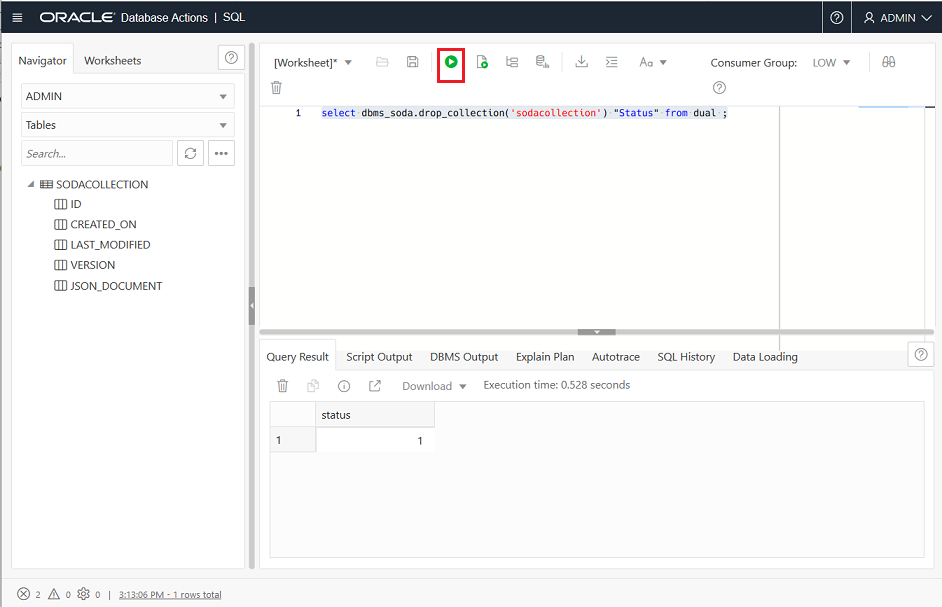 ORACLE Database Actions | SQL
ADMIN
Navigator
Worksheets
ADMIN
Tables
Search...
SODACOLLECTION
ID
CREATED_ON
LAST_MODIFIED
VERSION
JSON_DOCUMENT
[Worksheet]*
Aa
Consumer Group: LOW
1 select dbms_soda.drop_collection('sodacollection') "Status" from dual ;
Query Result
Script Output
DBMS Output
Explain Plan
Autotrace
SQL History
Data Loading
Download
Execution time: 0.528 seconds
status
1 1
2 0 0 | 3:13:06 PM - 1 rows total